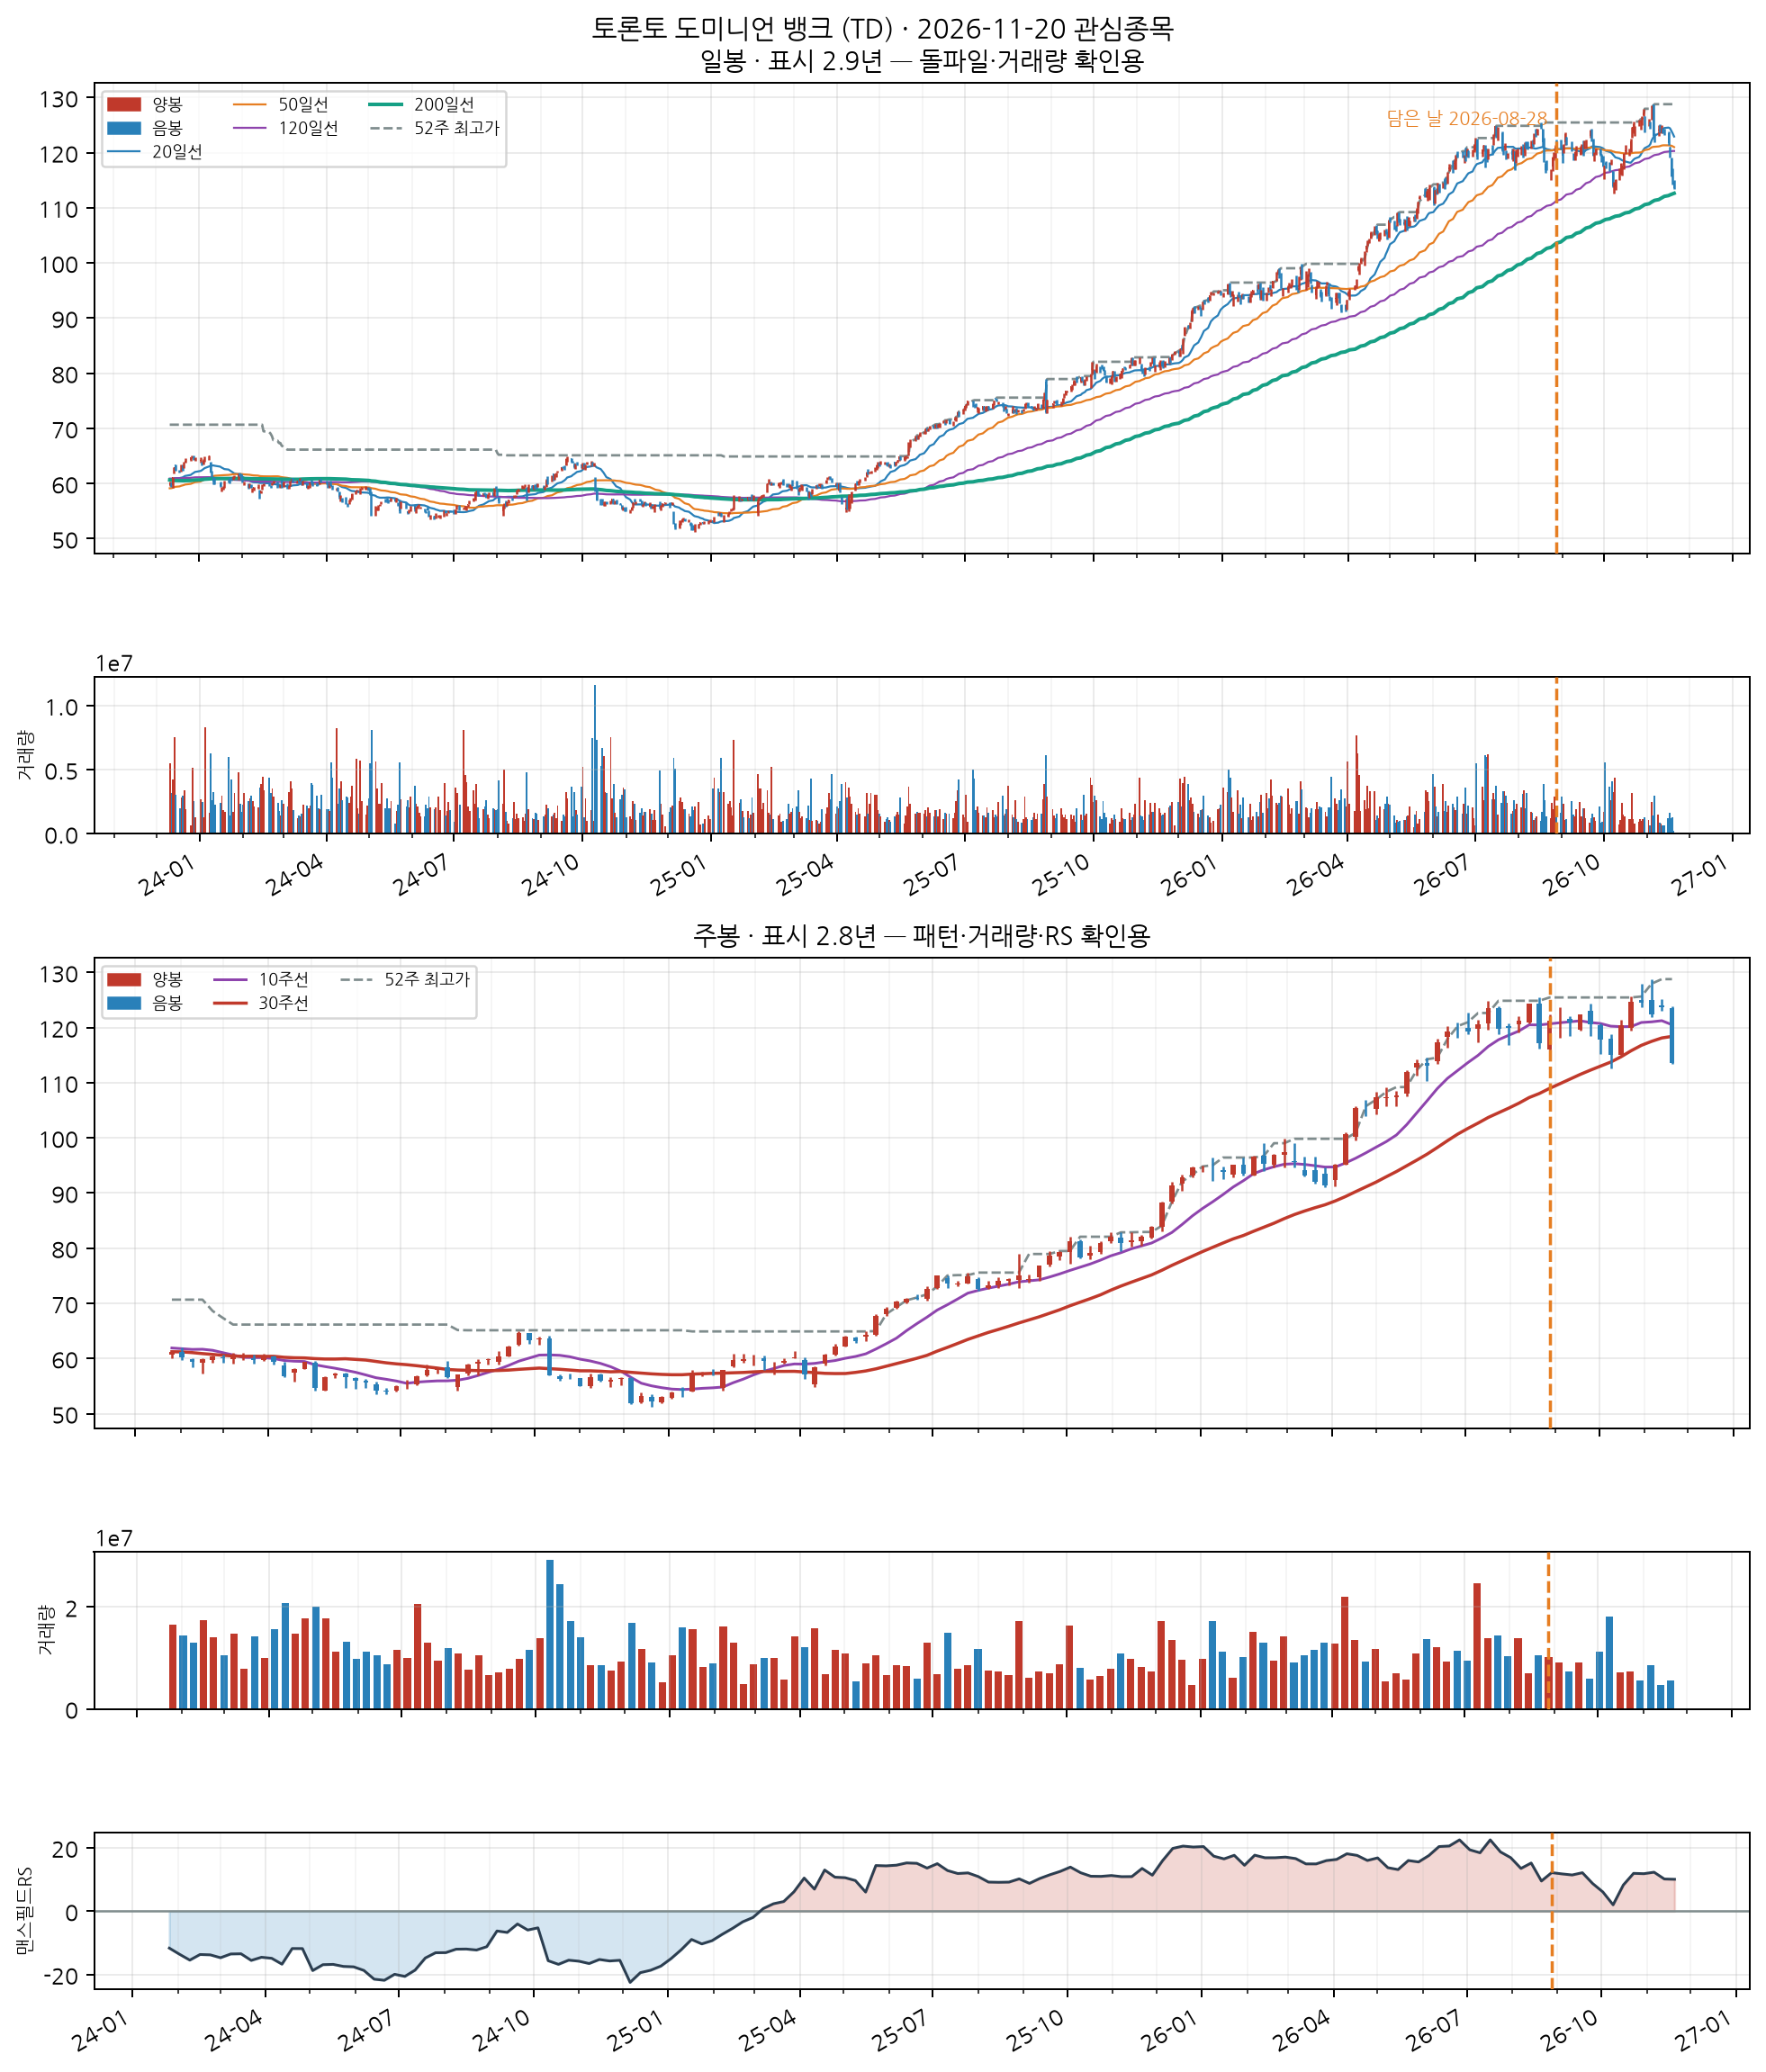 토론토 도미니언 뱅크 (TD) · 2026-11-20 관심종목
일봉 · 표시 2.9년 — 돌파일·거래량 확인용
양봉 50일선 200일선
음봉 120일선 52주 최고가
20일선
담은 날 2026-08-28
130
120
110
100
90
80
70
60
50
1e7
거래량
1.0
0.5
0.0
24-01 24-04 24-07 24-10 25-01 25-04 25-07 25-10 26-01 26-04 26-07 26-10 27-01
주봉 · 표시 2.8년 — 패턴·거래량·RS 확인용
양봉 10주선 52주 최고가
음봉 30주선
130
120
110
100
90
80
70
60
50
1e7
거래량
2
0
맨스필드RS
20
0
-20
24-01 24-04 24-07 24-10 25-01 25-04 25-07 25-10 26-01 26-04 26-07 26-10 27-01